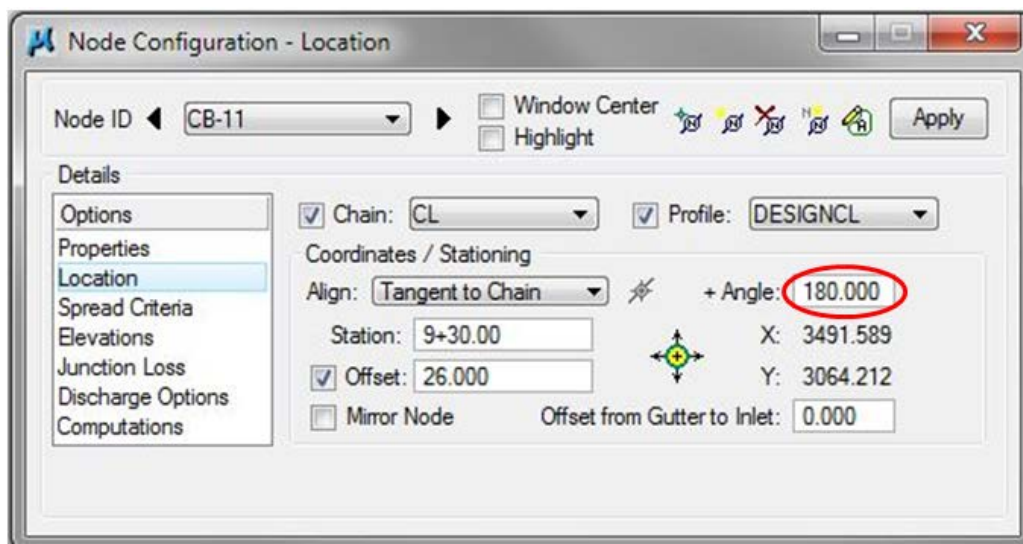 Node Configuration - Location
Node ID CB-11 Window Center Apply
Highlight
Details
Options
Properties
Location
Spread Criteria
Elevations
Junction Loss
Discharge Options
Computations
Chain: CL Profile: DESIGNCL
Coordinates / Stationing
Align: Tangent to Chain + Angle: 180.000
Station: 9+30.00 X: 3491.589
Offset: 26.000 Y: 3064.212
Mirror Node Offset from Gutter to Inlet: 0.000